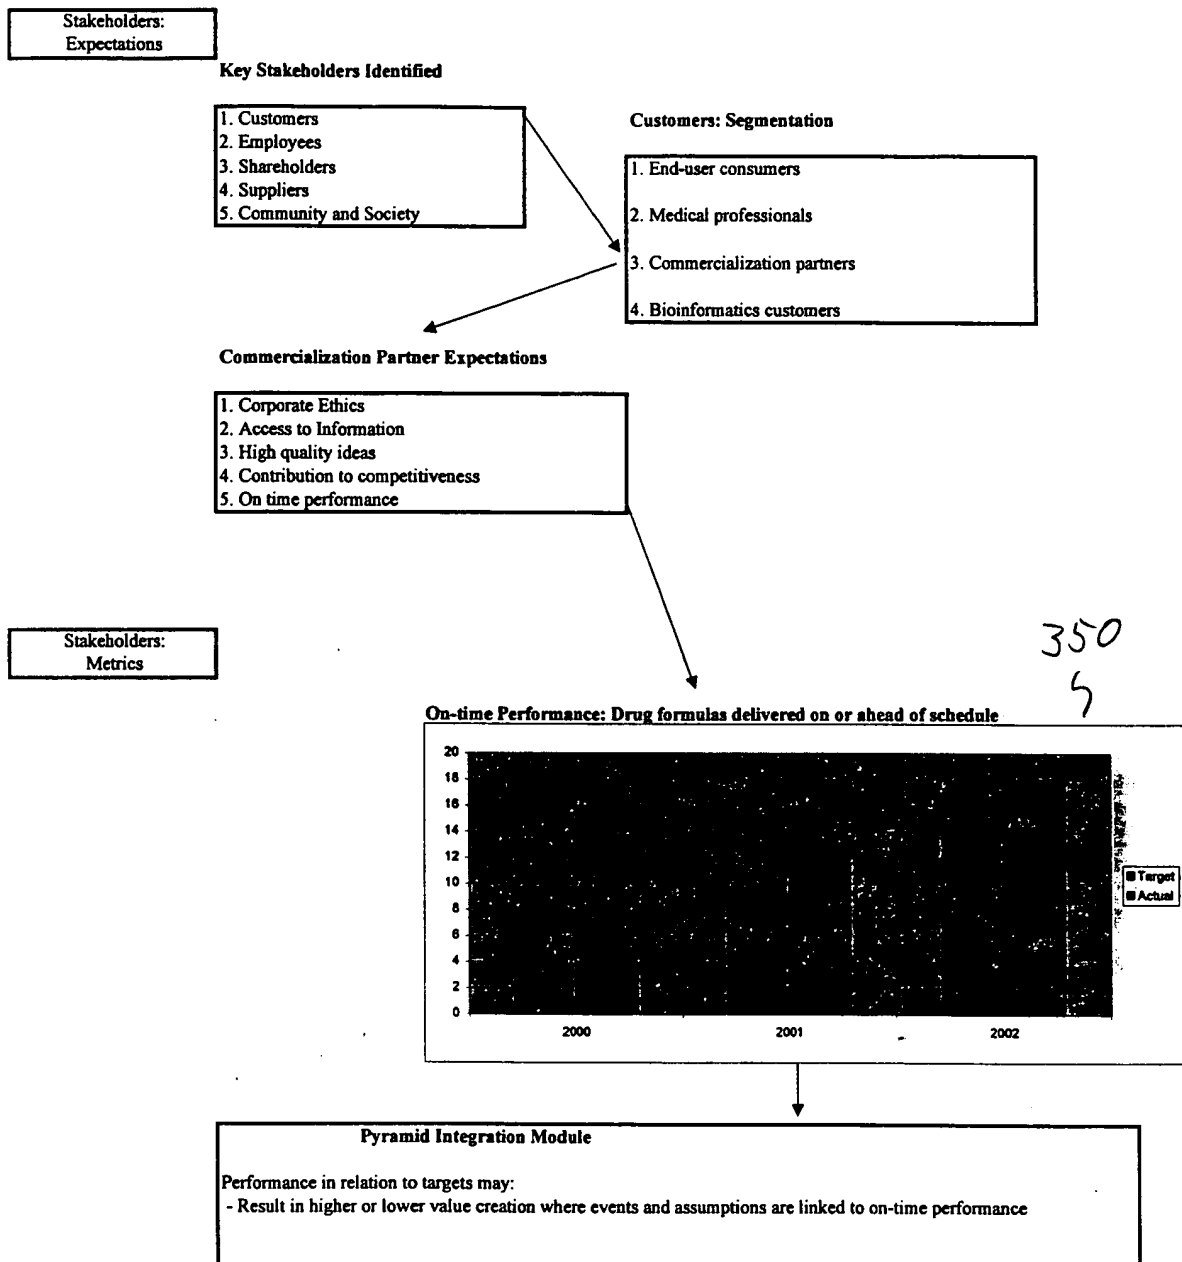 Stakeholders:
Expectations
Key Stakeholders Identified
1. Customers
2. Employees
3. Shareholders
4. Suppliers
5. Community and Society
Customers: Segmentation
1. End-user consumers
2. Medical professionals
3. Commercialization partners
4. Bioinformatics customers
Commercialization Partner Expectations
1. Corporate Ethics
2. Access to Information
3. High quality ideas
4. Contribution to competitiveness
5. On time performance
Stakeholders:
Metrics
350
On-time Performance: Drug formulas delivered on or ahead of schedule
20
18
16
14
12
10
8
6
4
2
0
2000 2001 2002
Target
Actual
Pyramid Integration Module
Performance in relation to targets may:
- Result in higher or lower value creation where events and assumptions are linked to on-time performance